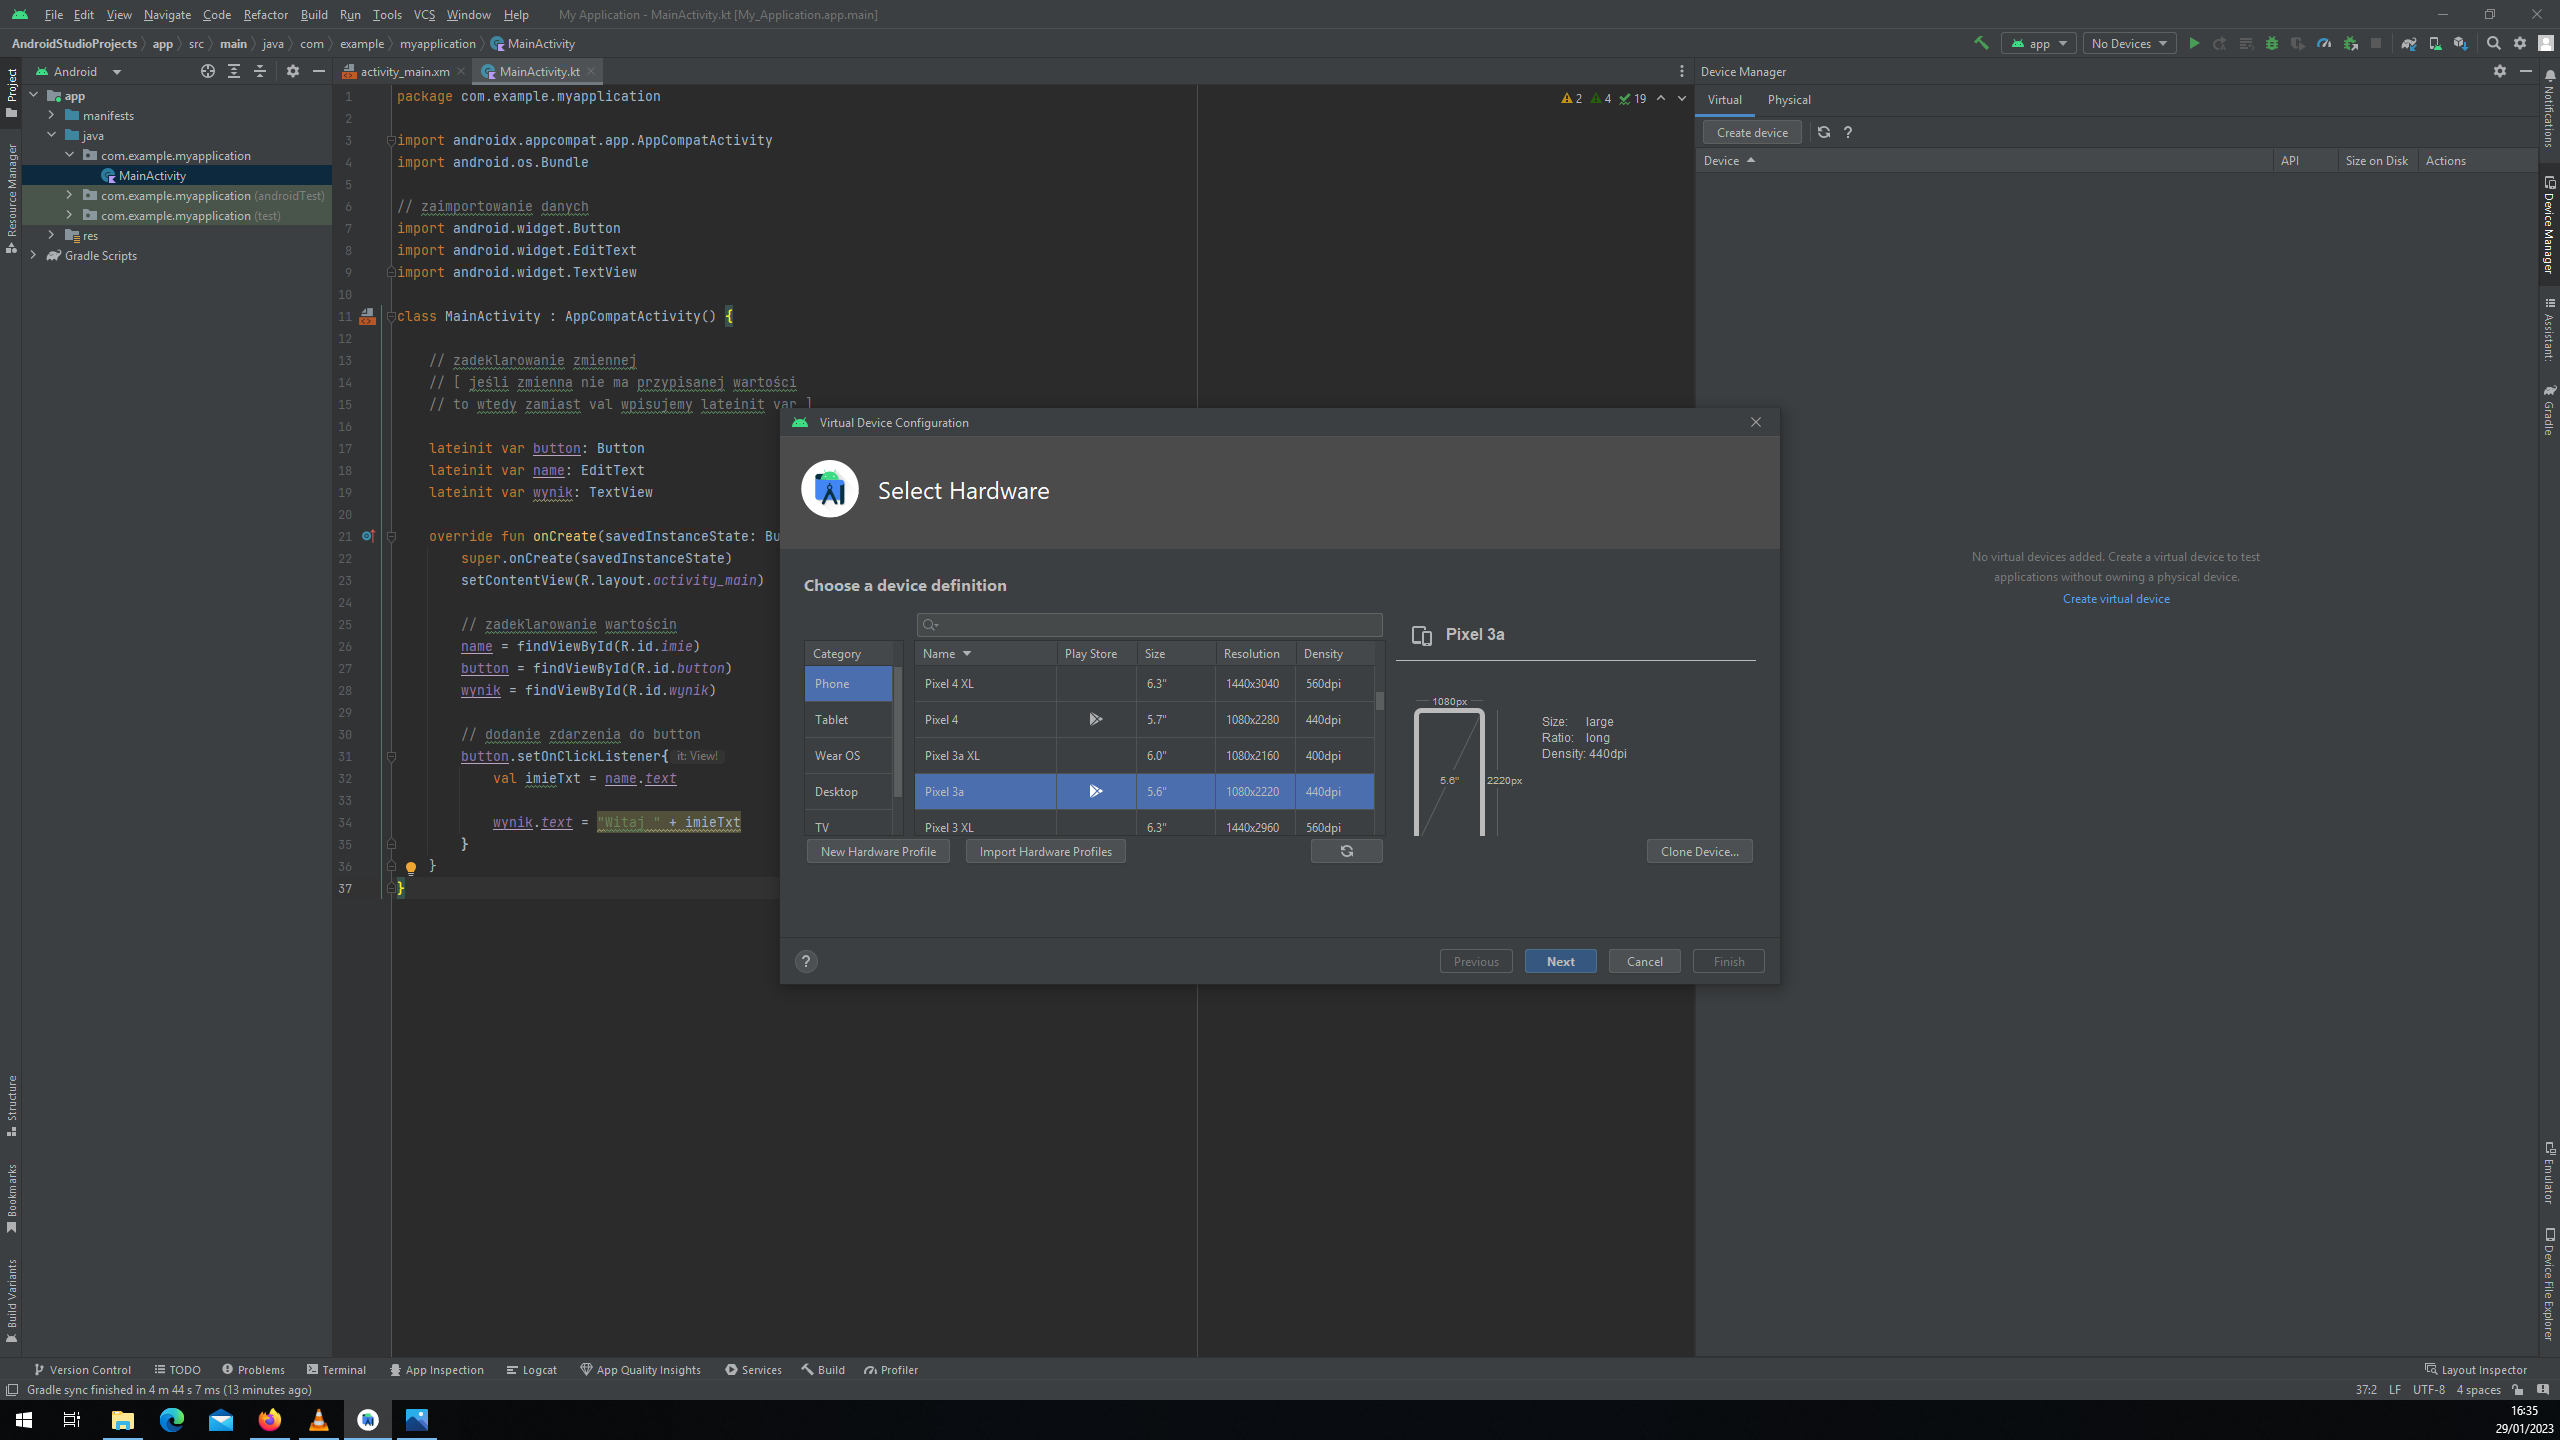 File Edit View Navigate Code Refactor Build Run Tools VCS Window Help My Application - MainActivity.kt [My_Application.app.main]
AndroidStudioProjects app src main java com example myapplication MainActivity
app No Devices
Project
Resource Manager
Structure
Bookmarks
Build Variants
Android
app
manifests
java
com.example.myapplication
MainActivity
com.example.myapplication (androidTest)
com.example.myapplication (test)
res
Gradle Scripts
activity_main.xm MainActivity.kt
2 4 19
1 package com.example.myapplication
2
3 import androidx.appcompat.app.AppCompatActivity
4 import android.os.Bundle
5
6 // zaimportowanie danych
7 import android.widget.Button
8 import android.widget.EditText
9 import android.widget.TextView
10
11 class MainActivity : AppCompatActivity() {
12
13 // zadeklarowanie zmiennej
14 // [ jeśli zmienna nie ma przypisanej wartości
15 // to wtedy zamiast val wpisujemy lateinit var ]
16
17 lateinit var button: Button
18 lateinit var name: EditText
19 lateinit var wynik: TextView
20
21 override fun onCreate(savedInstanceState: Bu
22 super.onCreate(savedInstanceState)
23 setContentView(R.layout.activity_main)
24
25 // zadeklarowanie wartościn
26 name = findViewById(R.id.imie)
27 button = findViewById(R.id.button)
28 wynik = findViewById(R.id.wynik)
29
30 // dodanie zdarzenia do button
31 button.setOnClickListener{ it: View!
32 val imieTxt = name.text
33
34 wynik.text = "Witaj " + imieTxt
35 }
36 }
37 }
Virtual Device Configuration
Select Hardware
Choose a device definition
Category
Phone
Tablet
Wear OS
Desktop
TV
Name Play Store Size Resolution Density
Pixel 4 XL 6.3" 1440x3040 560dpi
Pixel 4 5.7" 1080x2280 440dpi
Pixel 3a XL 6.0" 1080x2160 400dpi
Pixel 3a 5.6" 1080x2220 440dpi
Pixel 3 XL 6.3" 1440x2960 560dpi
New Hardware Profile Import Hardware Profiles
Pixel 3a
1080px
5.6"
2220px
Size: large
Ratio: long
Density: 440dpi
Clone Device...
? Previous Next Cancel Finish
Device Manager
Virtual Physical
Create device ?
Device API Size on Disk Actions
No virtual devices added. Create a virtual device to test
applications without owning a physical device.
Create virtual device
Notifications
Device Manager
Assistant:
Gradle
Emulator
Device File Explorer
Version Control TODO Problems Terminal App Inspection Logcat App Quality Insights Services Build Profiler Layout Inspector
Gradle sync finished in 4 m 44 s 7 ms (13 minutes ago) 37:2 LF UTF-8 4 spaces
16:35
29/01/2023